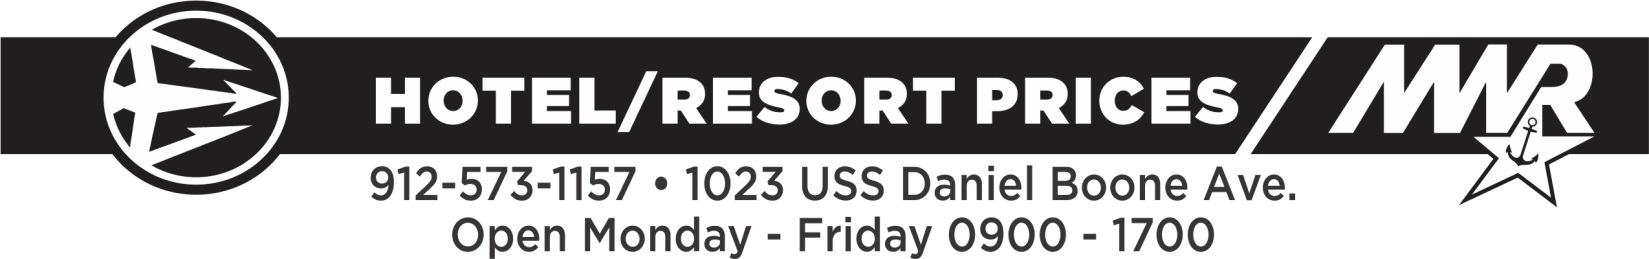 HOTEL/RESORT PRICES
MWR
912-573-1157 • 1023 USS Daniel Boone Ave.
Open Monday - Friday 0900 - 1700